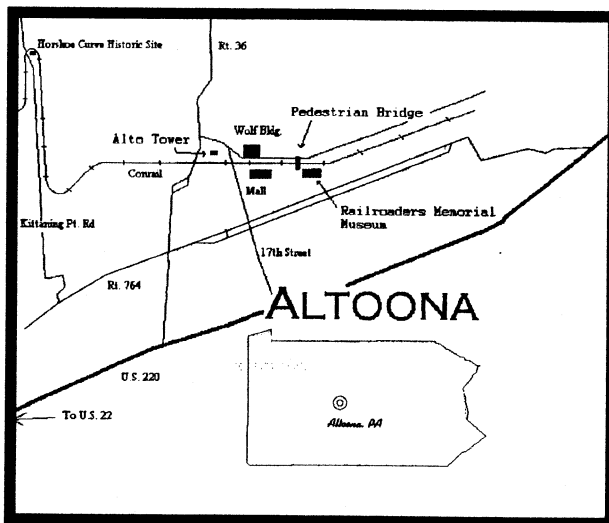 Horshoe Curve Historic Site
Rt. 36
Pedestrian Bridge
Wolf Bldg.
Alto Tower
Conrail
Mall
Railroaders Memorial
Museum
Kittaning Pt. Rd
17th Street
Rt. 764
ALTOONA
U.S. 220
To U.S. 22
Altoona, PA